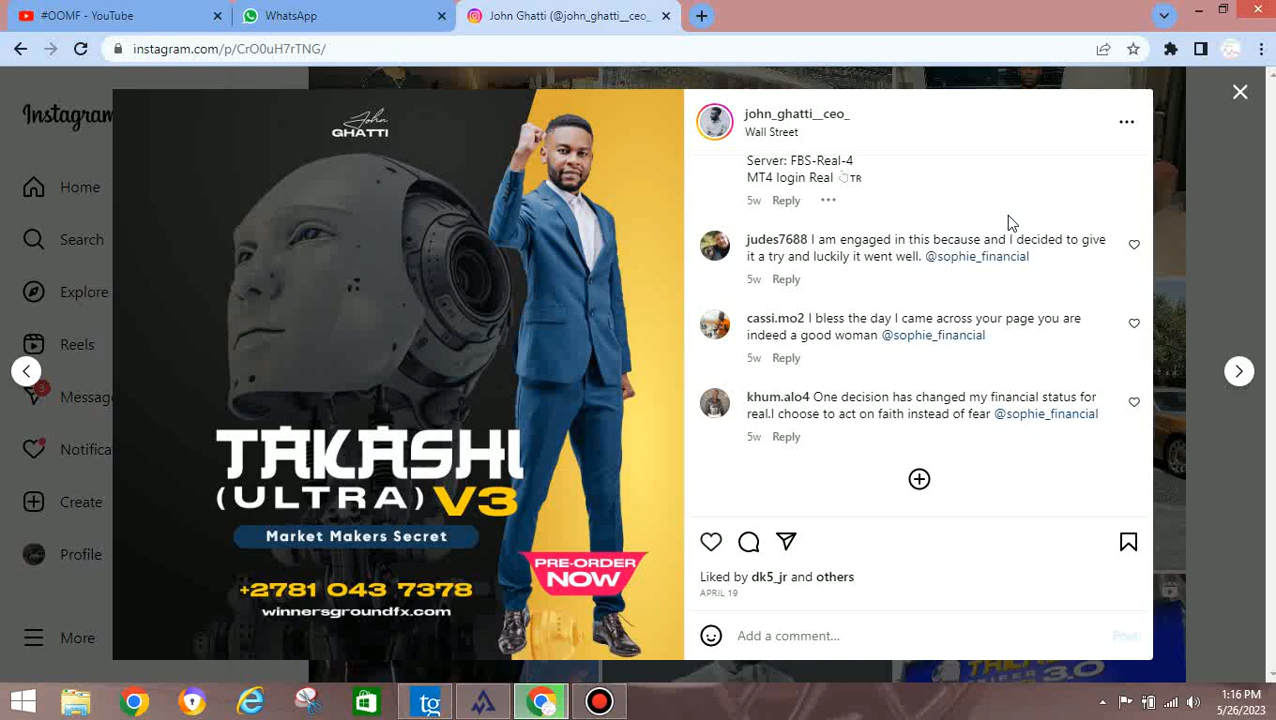 #OOMF - YouTube
WhatsApp
John Ghatti (@john_ghatti__ceo_
instagram.com/p/CrO0uH7rTNG/
Instagram
Home
Search
Explore
Reels
3
Messa
Notifica
Create
Profile
More
John
GHATTI
TAKASHI
(ULTRA) V3
Market Makers Secret
PRE-ORDER
NOW
+2781 043 7378
winnersgroundfx.com
john_ghatti__ceo_
Wall Street
Server: FBS-Real-4
MT4 login Real 👆🏻TR
5w Reply
judes7688 I am engaged in this because and I decided to give
it a try and luckily it went well. @sophie_financial
5w Reply
cassi.mo2 I bless the day I came across your page you are
indeed a good woman @sophie_financial
5w Reply
khum.alo4 One decision has changed my financial status for
real.I choose to act on faith instead of fear @sophie_financial
5w Reply
Liked by dk5_jr and others
APRIL 19
Add a comment...
Post
3.0
tg
1:16 PM
5/26/2023